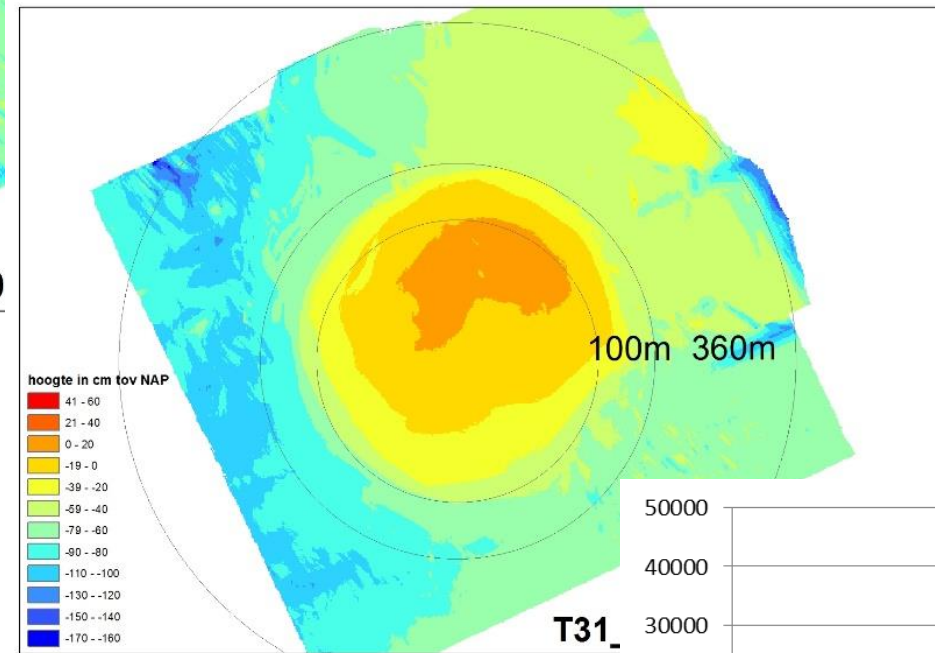 100m 360m
hoogte in cm tov NAP
41 - 60
21 - 40
0 - 20
-19 - 0
-39 - -20
-59 - -40
-79 - -60
-90 - -80
-110 - -100
-130 - -120
-150 - -140
-170 - -160
T31_
50000
40000
30000